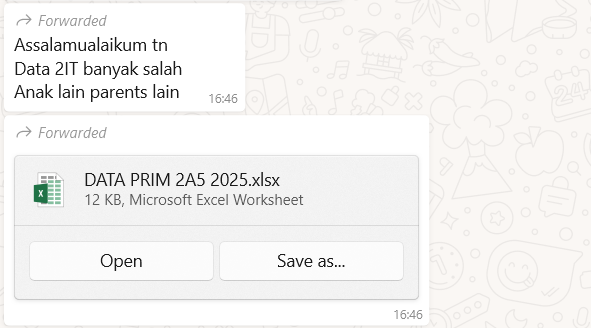 Forwarded
Assalamualaikum tn
Data 2IT banyak salah
Anak lain parents lain
16:46
Forwarded
DATA PRIM 2A5 2025.xlsx
12 KB, Microsoft Excel Worksheet
Open
Save as...
16:46